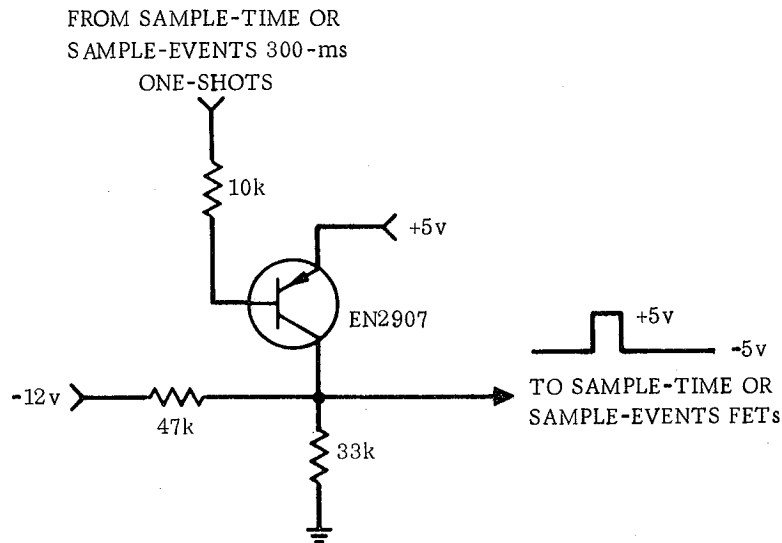 FROM SAMPLE-TIME OR
SAMPLE-EVENTS 300-ms
ONE-SHOTS
10k
+5v
EN2907
+5v
-5v
-12v
47k
TO SAMPLE-TIME OR
SAMPLE-EVENTS FETs
33k